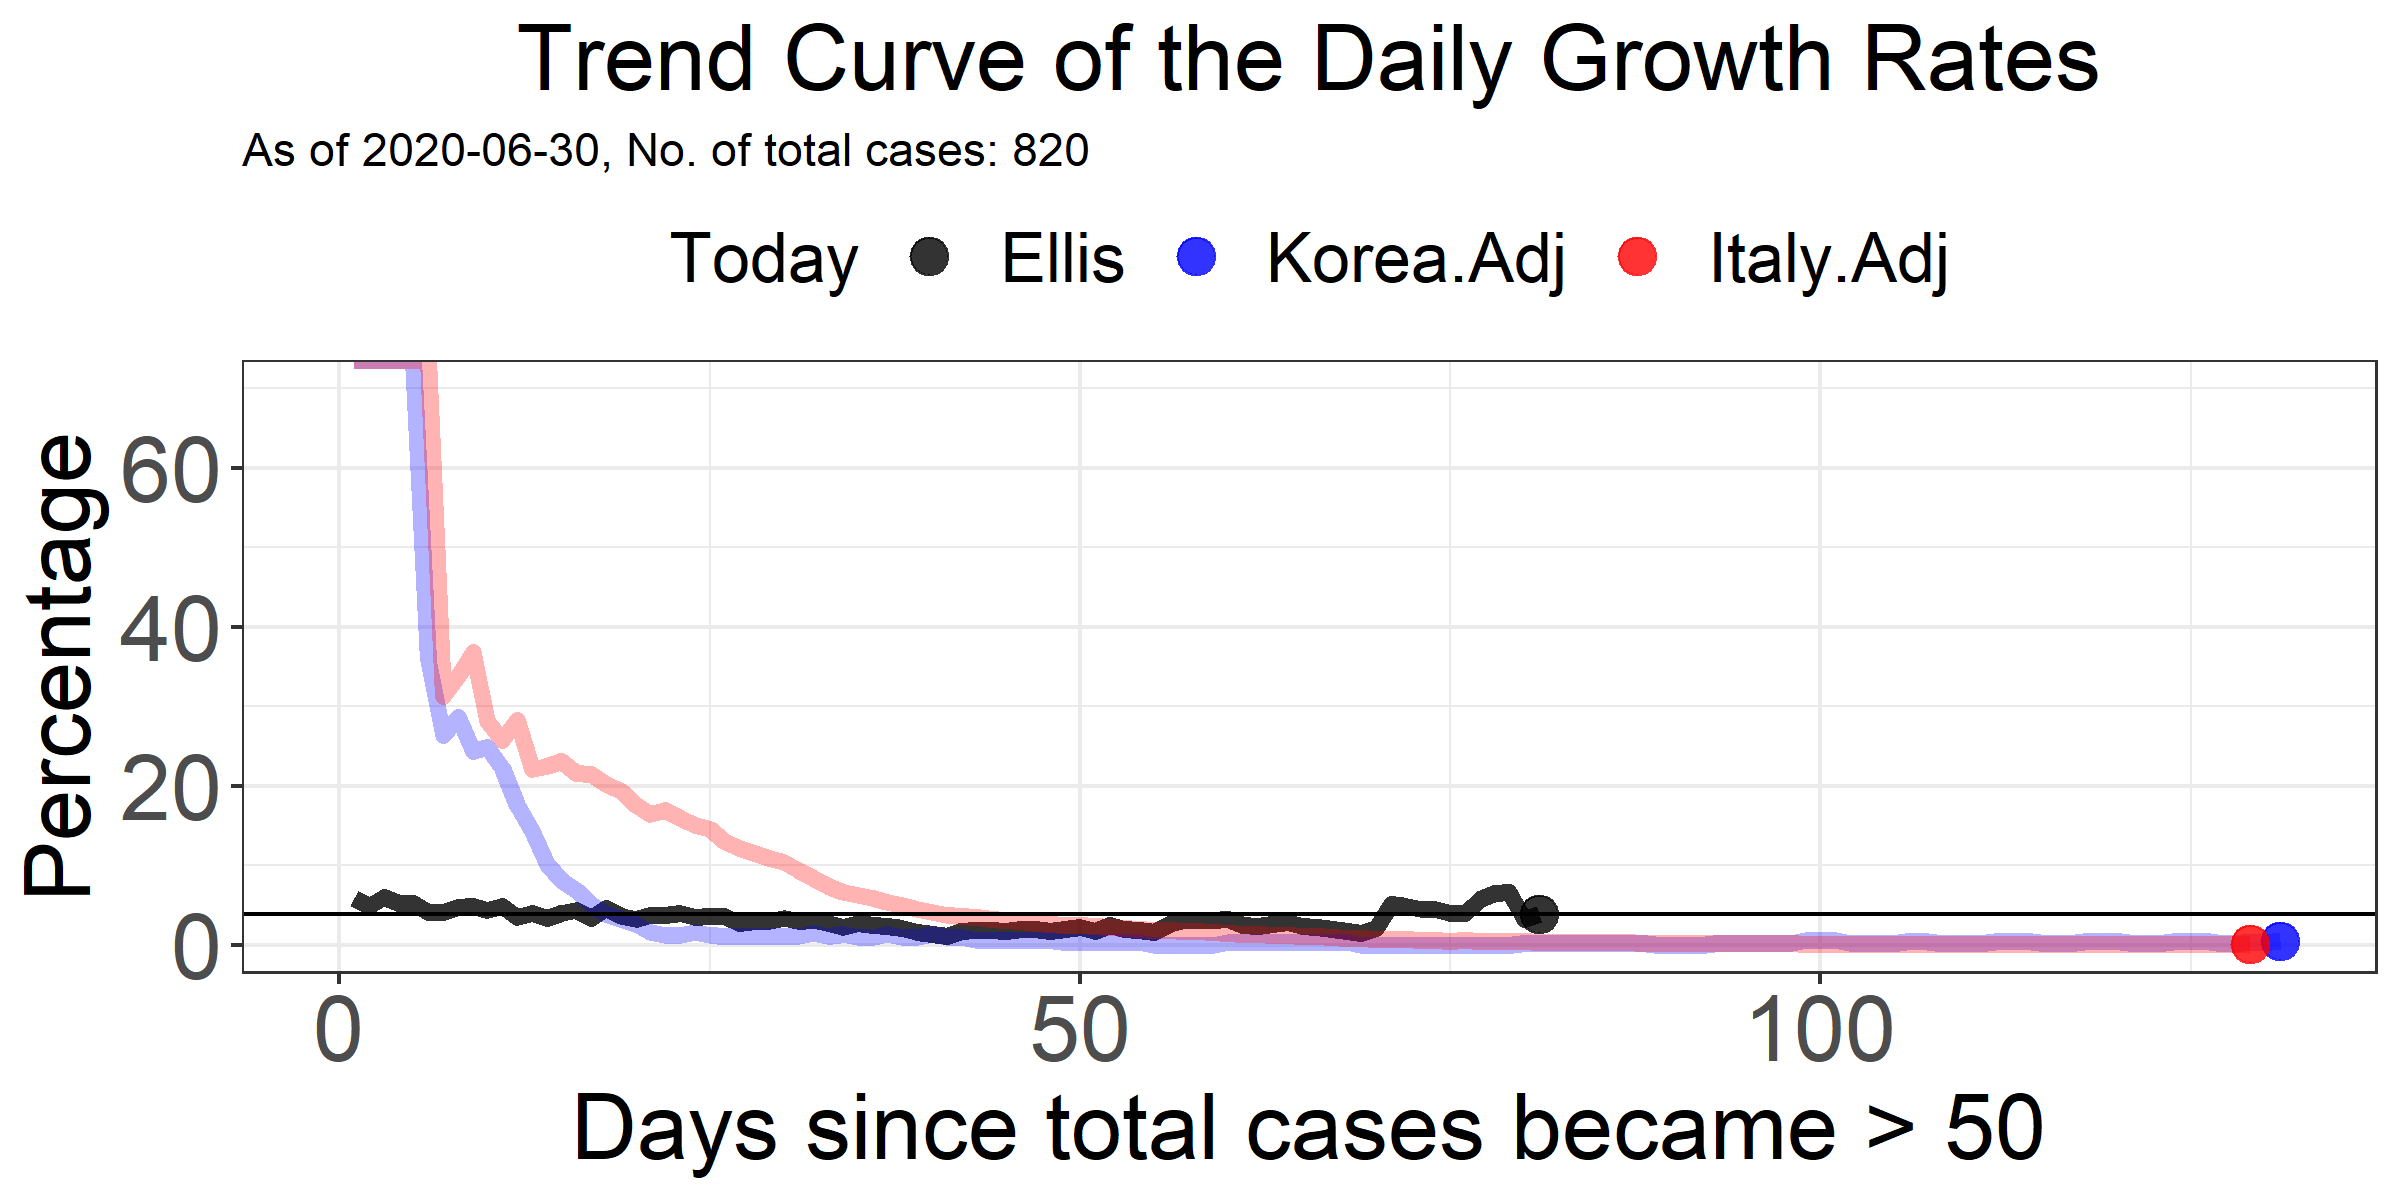 Trend Curve of the Daily Growth Rates
As of 2020-06-30, No. of total cases: 820
Today Ellis Korea.Adj Italy.Adj
Percentage
60
40
20
0
0 50 100
Days since total cases became > 50